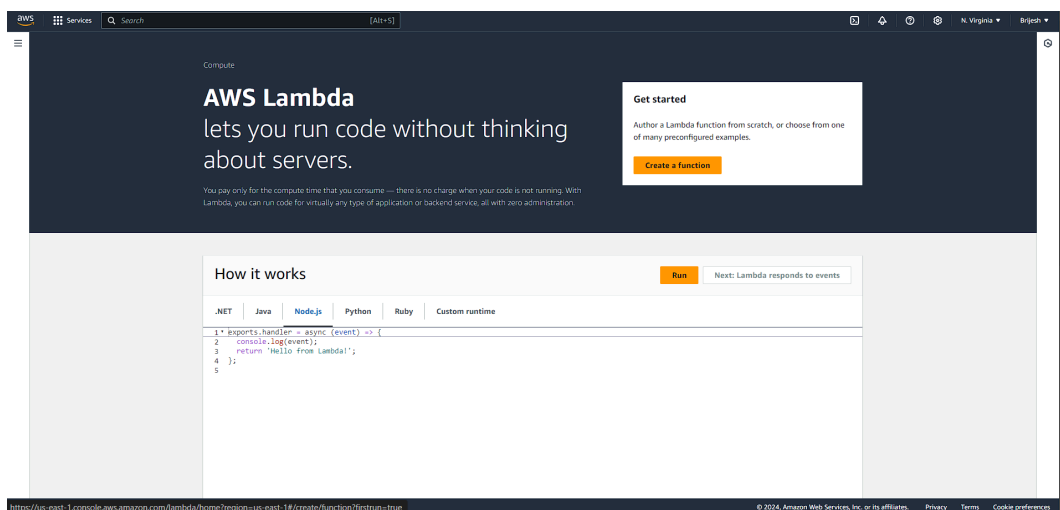 aws Services Search [Alt+S] N. Virginia ▼ Brijesh ▼
Compute
AWS Lambda
lets you run code without thinking
about servers.
You pay only for the compute time that you consume — there is no charge when your code is not running. With
Lambda, you can run code for virtually any type of application or backend service, all with zero administration.
Get started
Author a Lambda function from scratch, or choose from one
of many preconfigured examples.
Create a function
How it works
Run Next: Lambda responds to events
.NET Java Node.js Python Ruby Custom runtime
1 exports.handler = async (event) => {
2 console.log(event);
3 return 'Hello from Lambda!';
4 };
5
https://us-east-1.console.aws.amazon.com/lambda/home?region=us-east-1#/create/function?firstrun=true
© 2024, Amazon Web Services, Inc. or its affiliates. Privacy Terms Cookie preferences